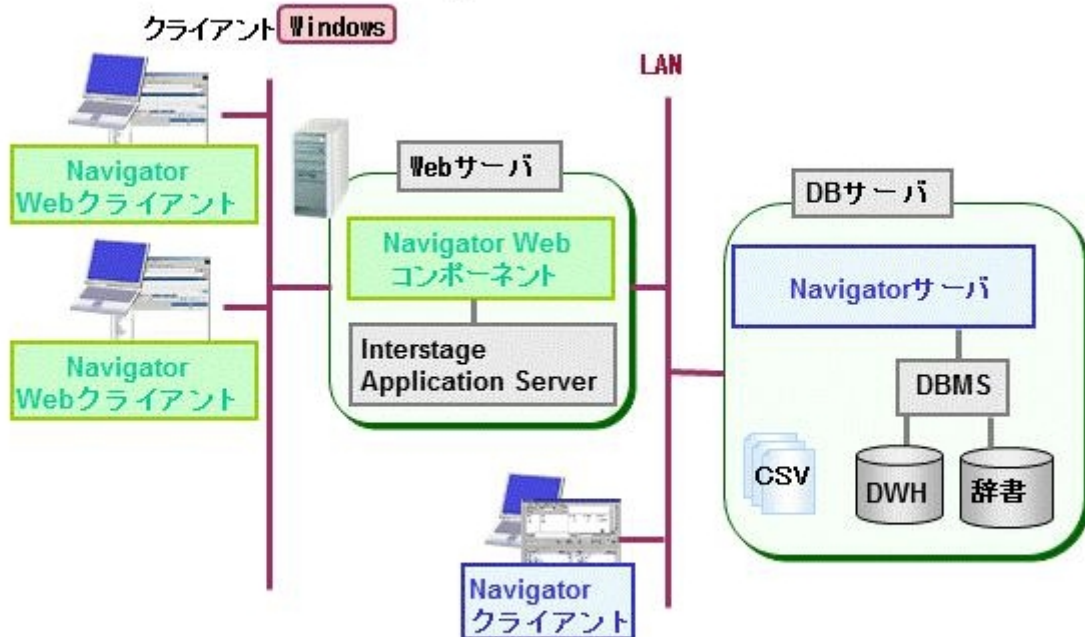 クライアント Windows
LAN
Navigator
Webクライアント
Navigator
Webクライアント
Webサーバ
Navigator Web
コンポーネント
Interstage
Application Server
DBサーバ
Navigatorサーバ
DBMS
CSV
DWH
辞書
Navigator
クライアント